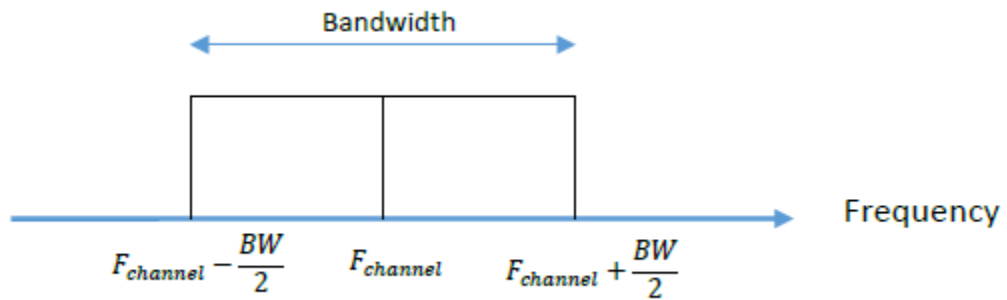 Bandwidth
Frequency
F_channel − BW/2
F_channel
F_channel + BW/2